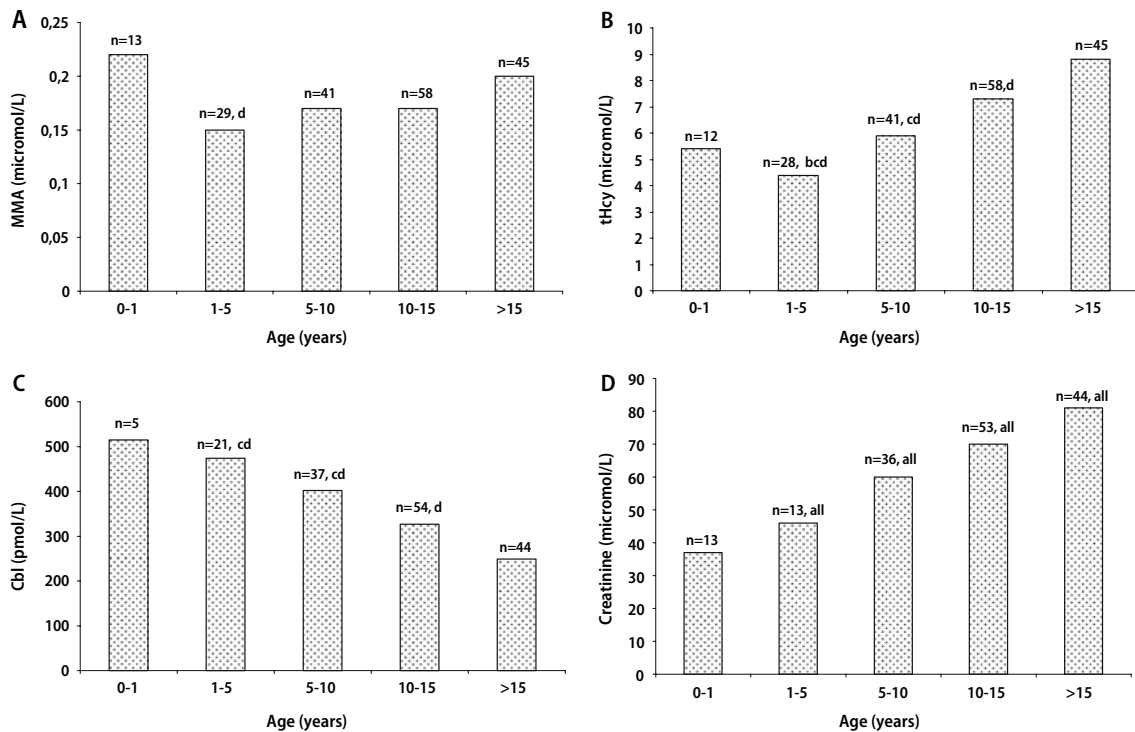 A
MMA (micromol/L)
0,25
0,2
0,15
0,1
0,05
0
n=13
n=29, d
n=41
n=58
n=45
0-1
1-5
5-10
10-15
>15
Age (years)
B
tHcy (micromol/L)
10
9
8
7
6
5
4
3
2
1
0
n=12
n=28, bcd
n=41, cd
n=58,d
n=45
0-1
1-5
5-10
10-15
>15
Age (years)
C
Cbl (pmol/L)
600
500
400
300
200
100
0
n=5
n=21, cd
n=37, cd
n=54, d
n=44
0-1
1-5
5-10
10-15
>15
Age (years)
D
Creatinine (micromol/L)
90
80
70
60
50
40
30
20
10
0
n=13
n=13, all
n=36, all
n=53, all
n=44, all
0-1
1-5
5-10
10-15
>15
Age (years)